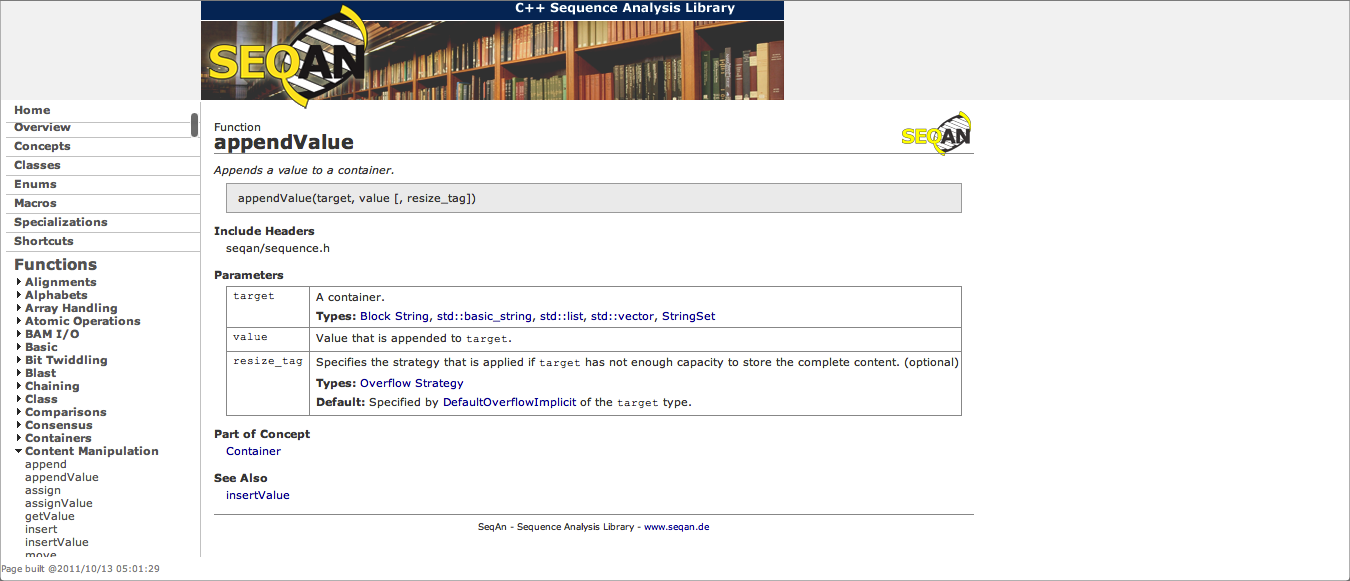 C++ Sequence Analysis Library
SEQAN
Home
Overview
Concepts
Classes
Enums
Macros
Specializations
Shortcuts
Functions
Alignments
Alphabets
Array Handling
Atomic Operations
BAM I/O
Basic
Bit Twiddling
Blast
Chaining
Class
Comparisons
Consensus
Containers
Content Manipulation
append
appendValue
assign
assignValue
getValue
insert
insertValue
move
Page built @2011/10/13 05:01:29
Function
appendValue
SEQAN
Appends a value to a container.
appendValue(target, value [, resize_tag])
Include Headers
seqan/sequence.h
Parameters
target
A container.
Types: Block String, std::basic_string, std::list, std::vector, StringSet
value
Value that is appended to target.
resize_tag
Specifies the strategy that is applied if target has not enough capacity to store the complete content. (optional)
Types: Overflow Strategy
Default: Specified by DefaultOverflowImplicit of the target type.
Part of Concept
Container
See Also
insertValue
SeqAn - Sequence Analysis Library - www.seqan.de